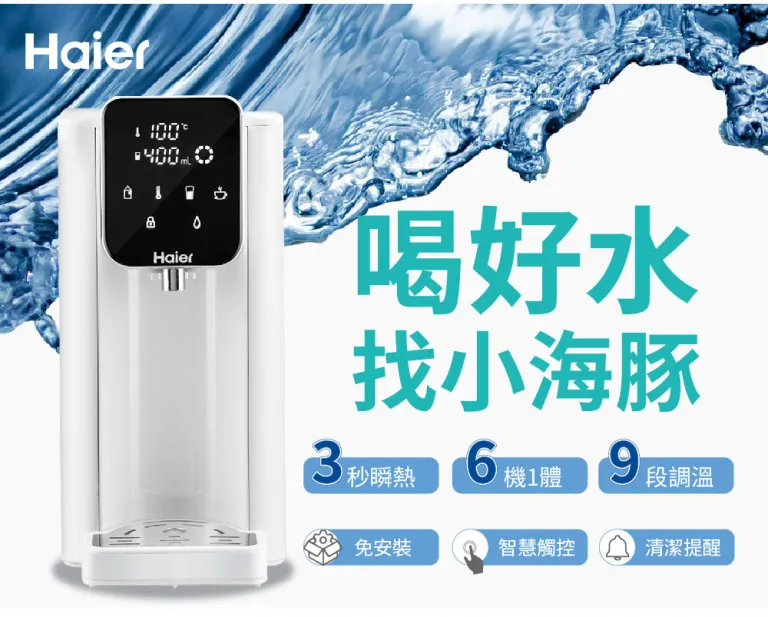 Haier
100°c
400mL
Haier
喝好水
找小海豚
3秒瞬熱
6機1體
9段調溫
免安裝
智慧觸控
清潔提醒